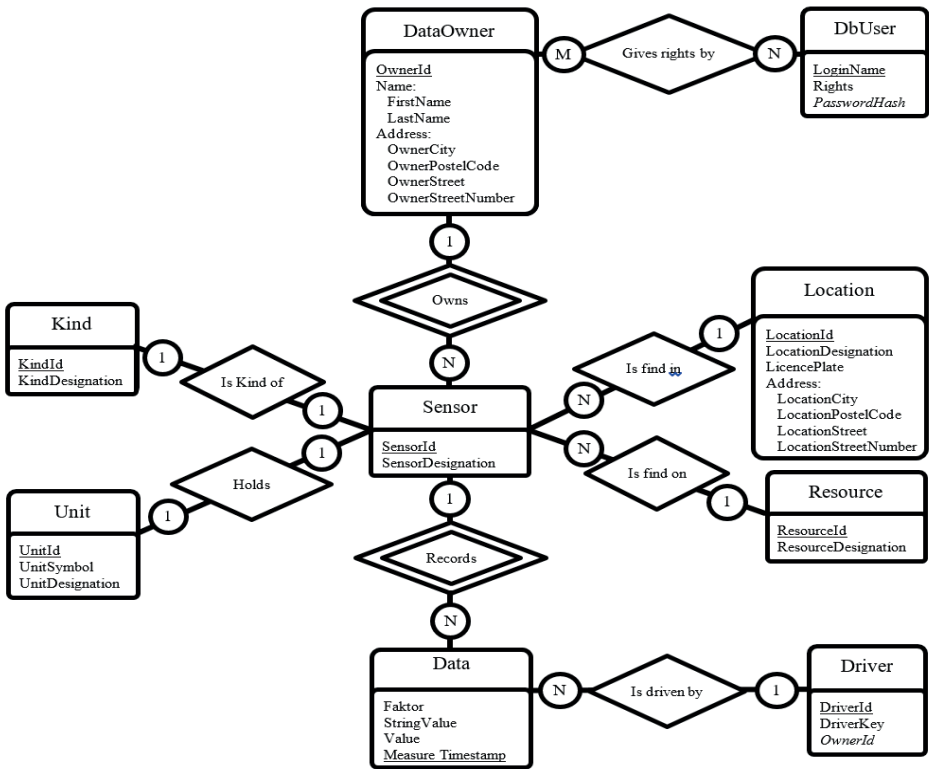 DataOwner
OwnerId
Name:
FirstName
LastName
Address:
OwnerCity
OwnerPostelCode
OwnerStreet
OwnerStreetNumber
M
Gives rights by
N
DbUser
LoginName
Rights
PasswordHash
1
Owns
N
Kind
KindId
KindDesignation
1
Is Kind of
1
Location
LocationId
LocationDesignation
LicencePlate
Address:
LocationCity
LocationPostelCode
LocationStreet
LocationStreetNumber
1
Is find in
N
Sensor
SensorId
SensorDesignation
Unit
UnitId
UnitSymbol
UnitDesignation
1
Holds
1
N
Is find on
1
Resource
ResourceId
ResourceDesignation
1
Records
N
Data
Faktor
StringValue
Value
Measure Timestamp
N
Is driven by
1
Driver
DriverId
DriverKey
OwnerId